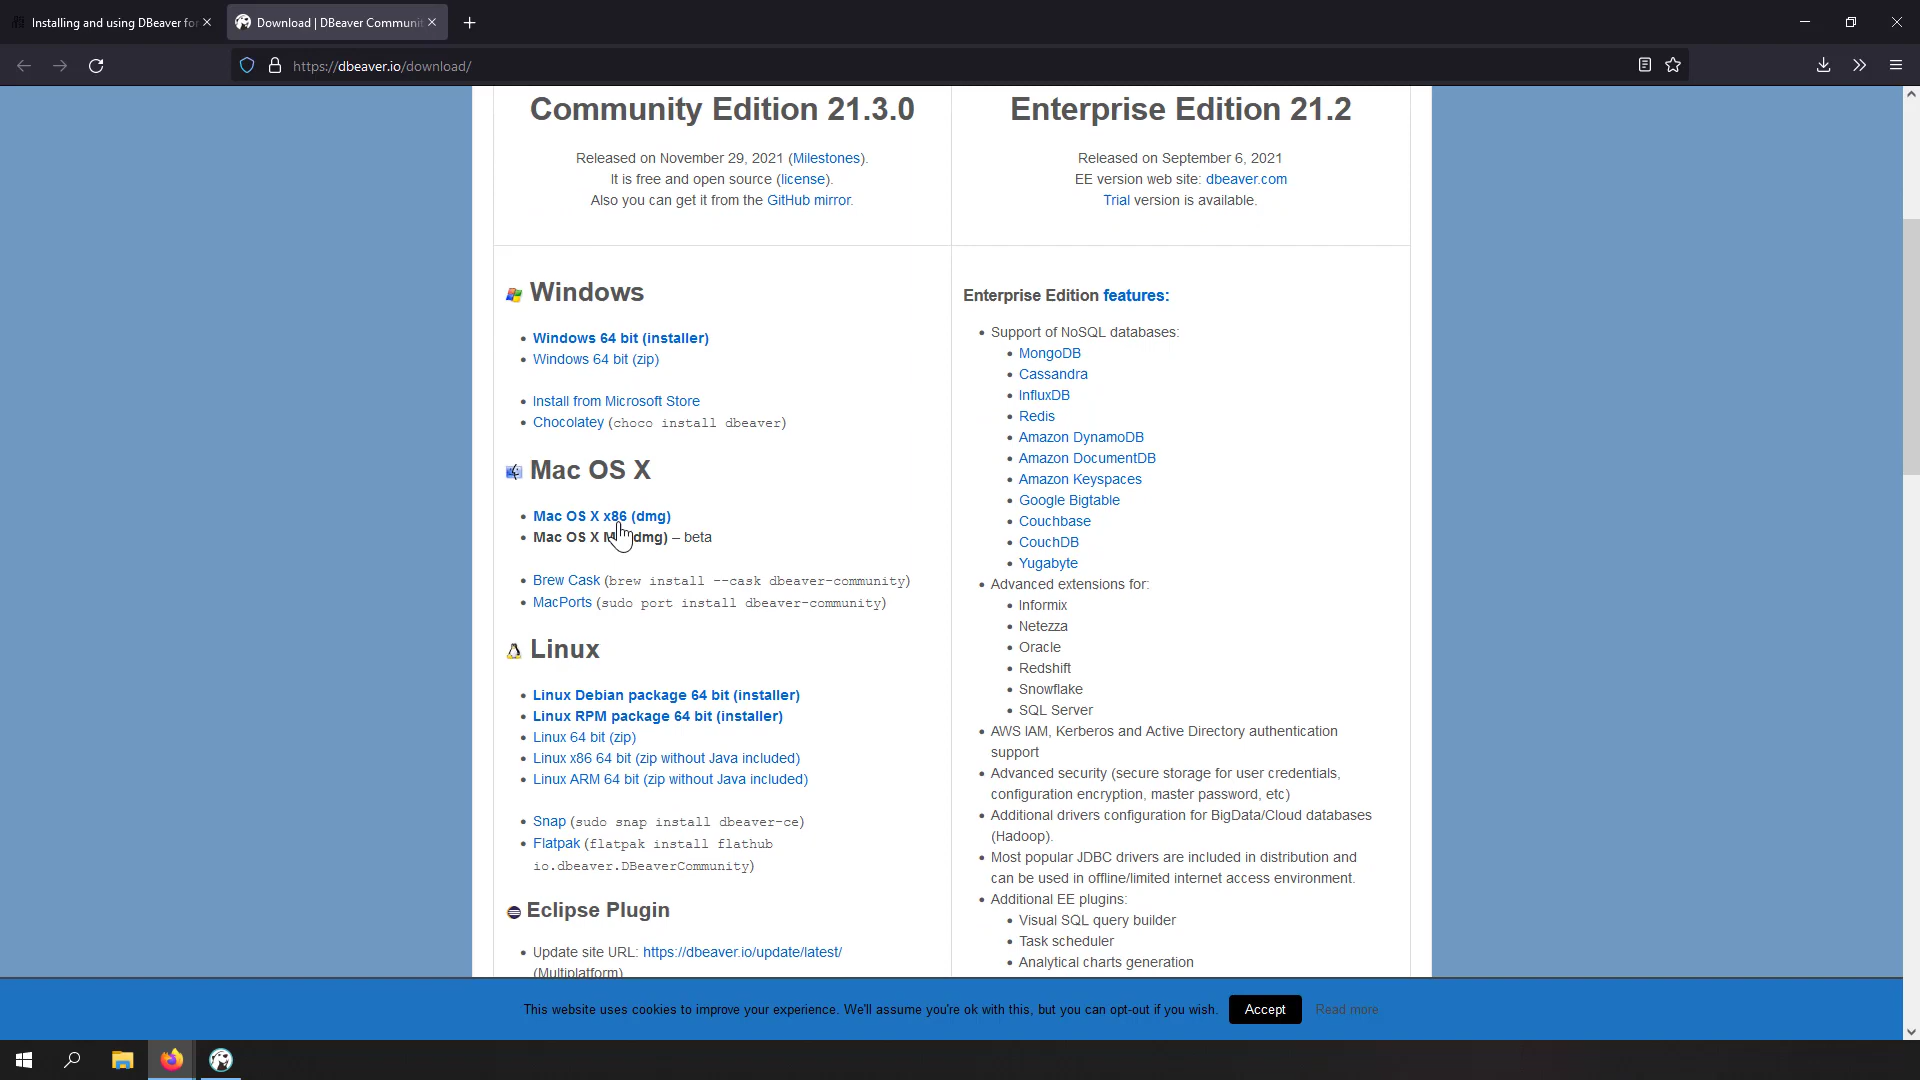 Installing and using DBeaver for
Download | DBeaver Communi
https://dbeaver.io/download/
Community Edition 21.3.0
Released on November 29, 2021 (Milestones).
It is free and open source (license).
Also you can get it from the GitHub mirror.
Windows
Windows 64 bit (installer)
Windows 64 bit (zip)
Install from Microsoft Store
Chocolatey (choco install dbeaver)
Mac OS X
Mac OS X x86 (dmg)
Mac OS X dmg) – beta
Brew Cask (brew install --cask dbeaver-community)
MacPorts (sudo port install dbeaver-community)
Linux
Linux Debian package 64 bit (installer)
Linux RPM package 64 bit (installer)
Linux 64 bit (zip)
Linux x86 64 bit (zip without Java included)
Linux ARM 64 bit (zip without Java included)
Snap (sudo snap install dbeaver-ce)
Flatpak (flatpak install flathub
io.dbeaver.DBeaverCommunity)
Eclipse Plugin
Update site URL: https://dbeaver.io/update/latest/
(Multiplatform)
Enterprise Edition 21.2
Released on September 6, 2021
EE version web site: dbeaver.com
Trial version is available.
Enterprise Edition features:
Support of NoSQL databases:
MongoDB
Cassandra
InfluxDB
Redis
Amazon DynamoDB
Amazon DocumentDB
Amazon Keyspaces
Google Bigtable
Couchbase
CouchDB
Yugabyte
Advanced extensions for:
Informix
Netezza
Oracle
Redshift
Snowflake
SQL Server
AWS IAM, Kerberos and Active Directory authentication
support
Advanced security (secure storage for user credentials,
configuration encryption, master password, etc)
Additional drivers configuration for BigData/Cloud databases
(Hadoop).
Most popular JDBC drivers are included in distribution and
can be used in offline/limited internet access environment.
Additional EE plugins:
Visual SQL query builder
Task scheduler
Analytical charts generation
This website uses cookies to improve your experience. We'll assume you're ok with this, but you can opt-out if you wish.
Accept
Read more